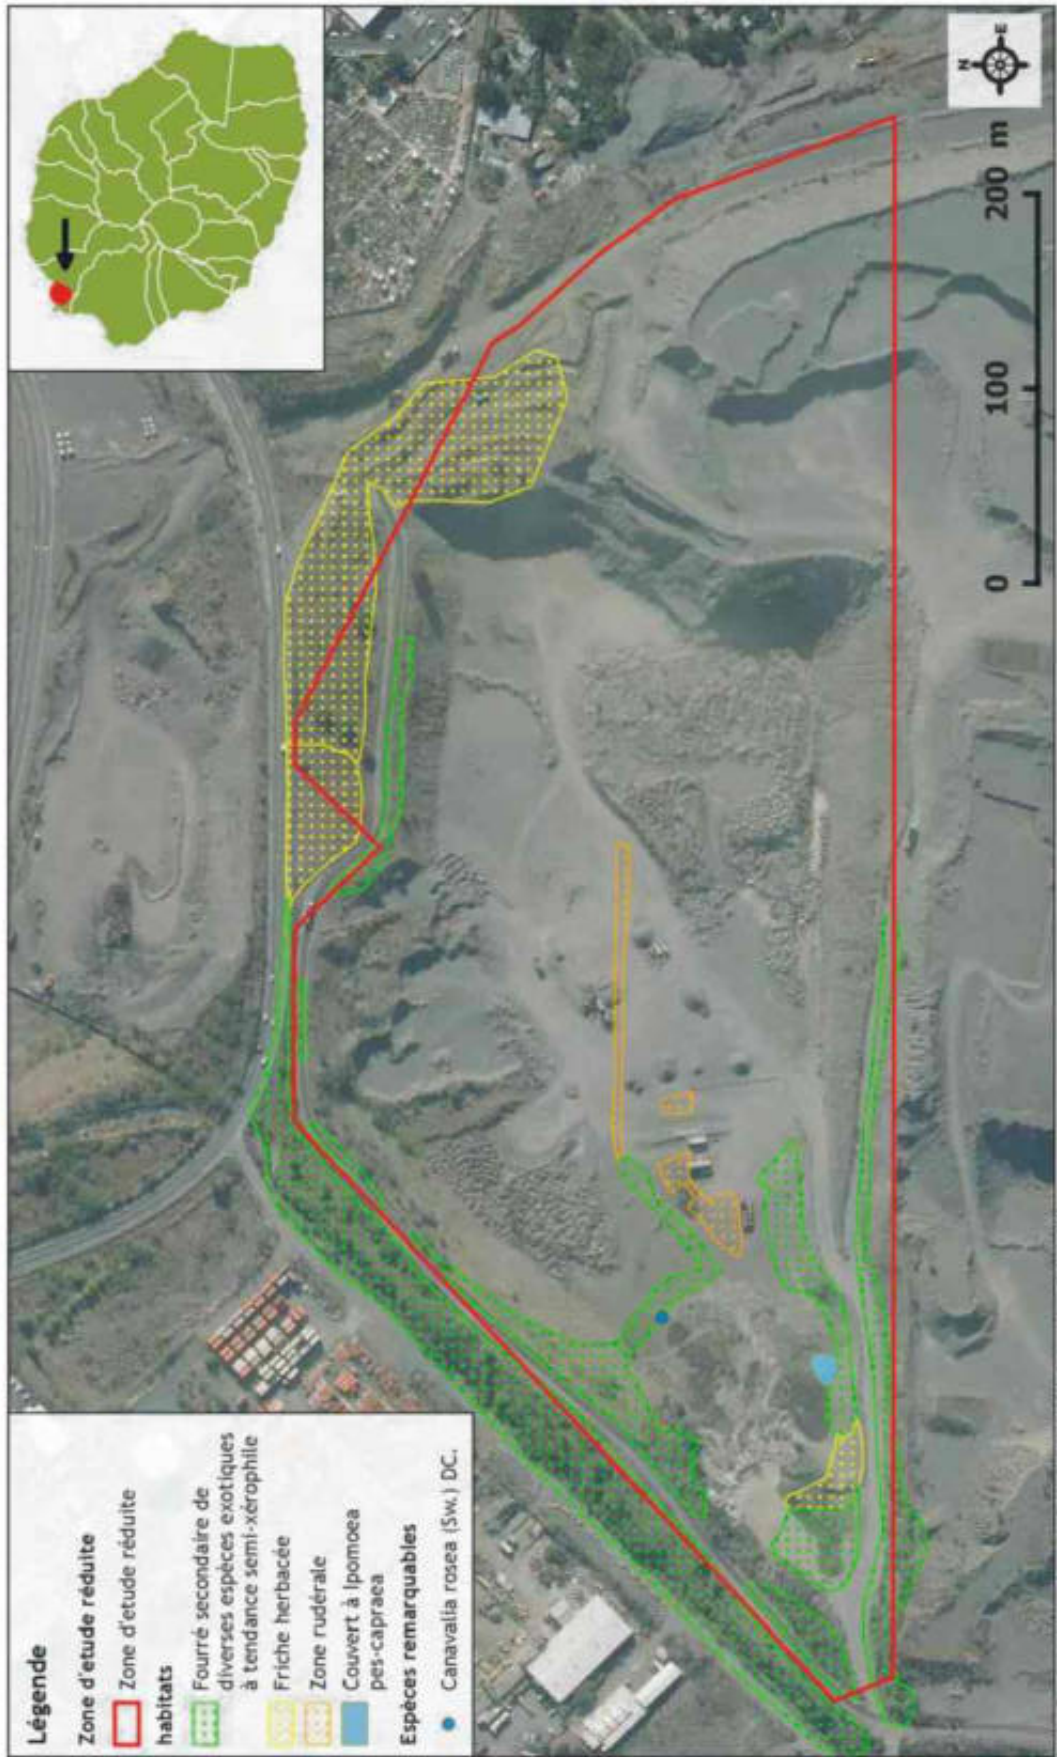 Légende
Zone d'etude réduite
Zone d'étude réduite
habitats
Fourré secondaire de
diverses espèces exotiques
à tendance semi-xérophile
Friche herbacée
Zone rudérale
Couvert à Ipomoea
pes-capraea
Espèces remarquables
Canavalia rosea (Sw.) DC.
0 100 200 m
N
E